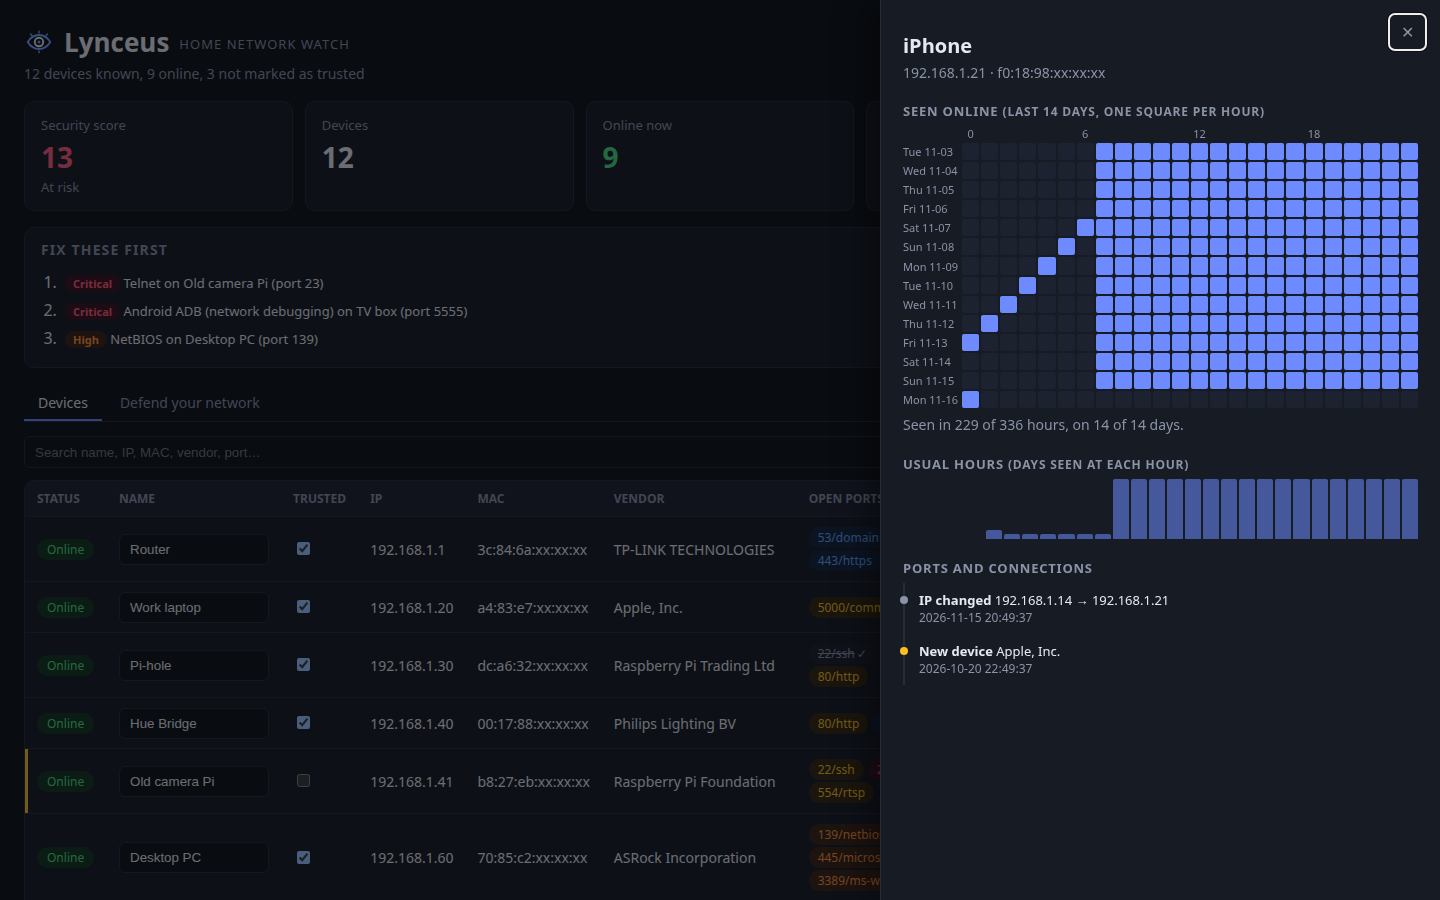 Lynceus HOME NETWORK WATCH
12 devices known, 9 online, 3 not marked as trusted
Security score
13
At risk
Devices
12
Online now
9
FIX THESE FIRST
1. Critical Telnet on Old camera Pi (port 23)
2. Critical Android ADB (network debugging) on TV box (port 5555)
3. High NetBIOS on Desktop PC (port 139)
Devices Defend your network
Search name, IP, MAC, vendor, port...
STATUS NAME TRUSTED IP MAC VENDOR OPEN PORTS
Online Router 192.168.1.1 3c:84:6a:xx:xx:xx TP-LINK TECHNOLOGIES 53/domain
443/https
Online Work laptop 192.168.1.20 a4:83:e7:xx:xx:xx Apple, Inc. 5000/comm
Online Pi-hole 192.168.1.30 dc:a6:32:xx:xx:xx Raspberry Pi Trading Ltd 22/ssh ✓
80/http
Online Hue Bridge 192.168.1.40 00:17:88:xx:xx:xx Philips Lighting BV 80/http
Online Old camera Pi 192.168.1.41 b8:27:eb:xx:xx:xx Raspberry Pi Foundation 22/ssh
554/rtsp
Online Desktop PC 192.168.1.60 70:85:c2:xx:xx:xx ASRock Incorporation 139/netbio
445/micros
3389/ms-w
×
iPhone
192.168.1.21 · f0:18:98:xx:xx:xx
SEEN ONLINE (LAST 14 DAYS, ONE SQUARE PER HOUR)
0 6 12 18
Tue 11-03
Wed 11-04
Thu 11-05
Fri 11-06
Sat 11-07
Sun 11-08
Mon 11-09
Tue 11-10
Wed 11-11
Thu 11-12
Fri 11-13
Sat 11-14
Sun 11-15
Mon 11-16
Seen in 229 of 336 hours, on 14 of 14 days.
USUAL HOURS (DAYS SEEN AT EACH HOUR)
PORTS AND CONNECTIONS
IP changed 192.168.1.14 → 192.168.1.21
2026-11-15 20:49:37
New device Apple, Inc.
2026-10-20 22:49:37